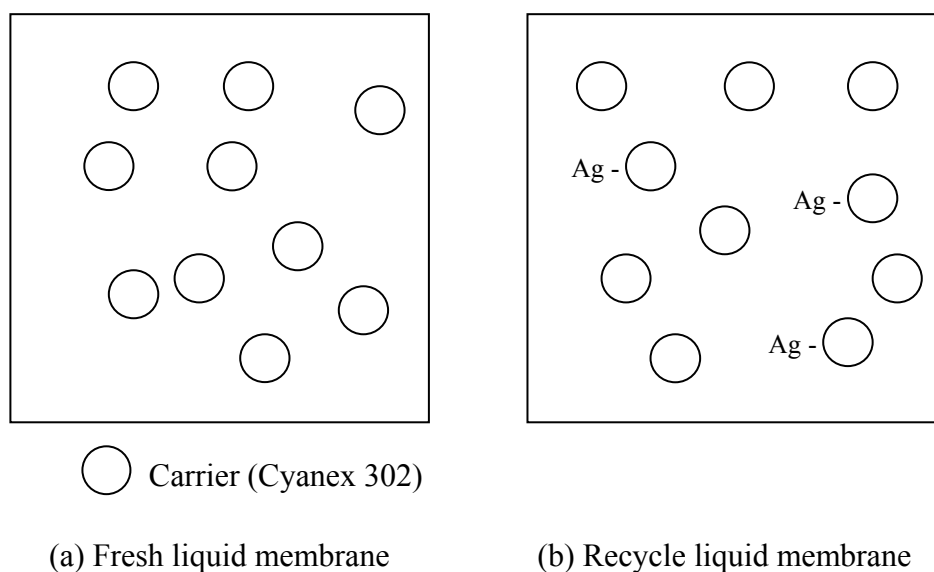 Ag -
Ag -
Ag -
Carrier (Cyanex 302)
(a) Fresh liquid membrane
(b) Recycle liquid membrane